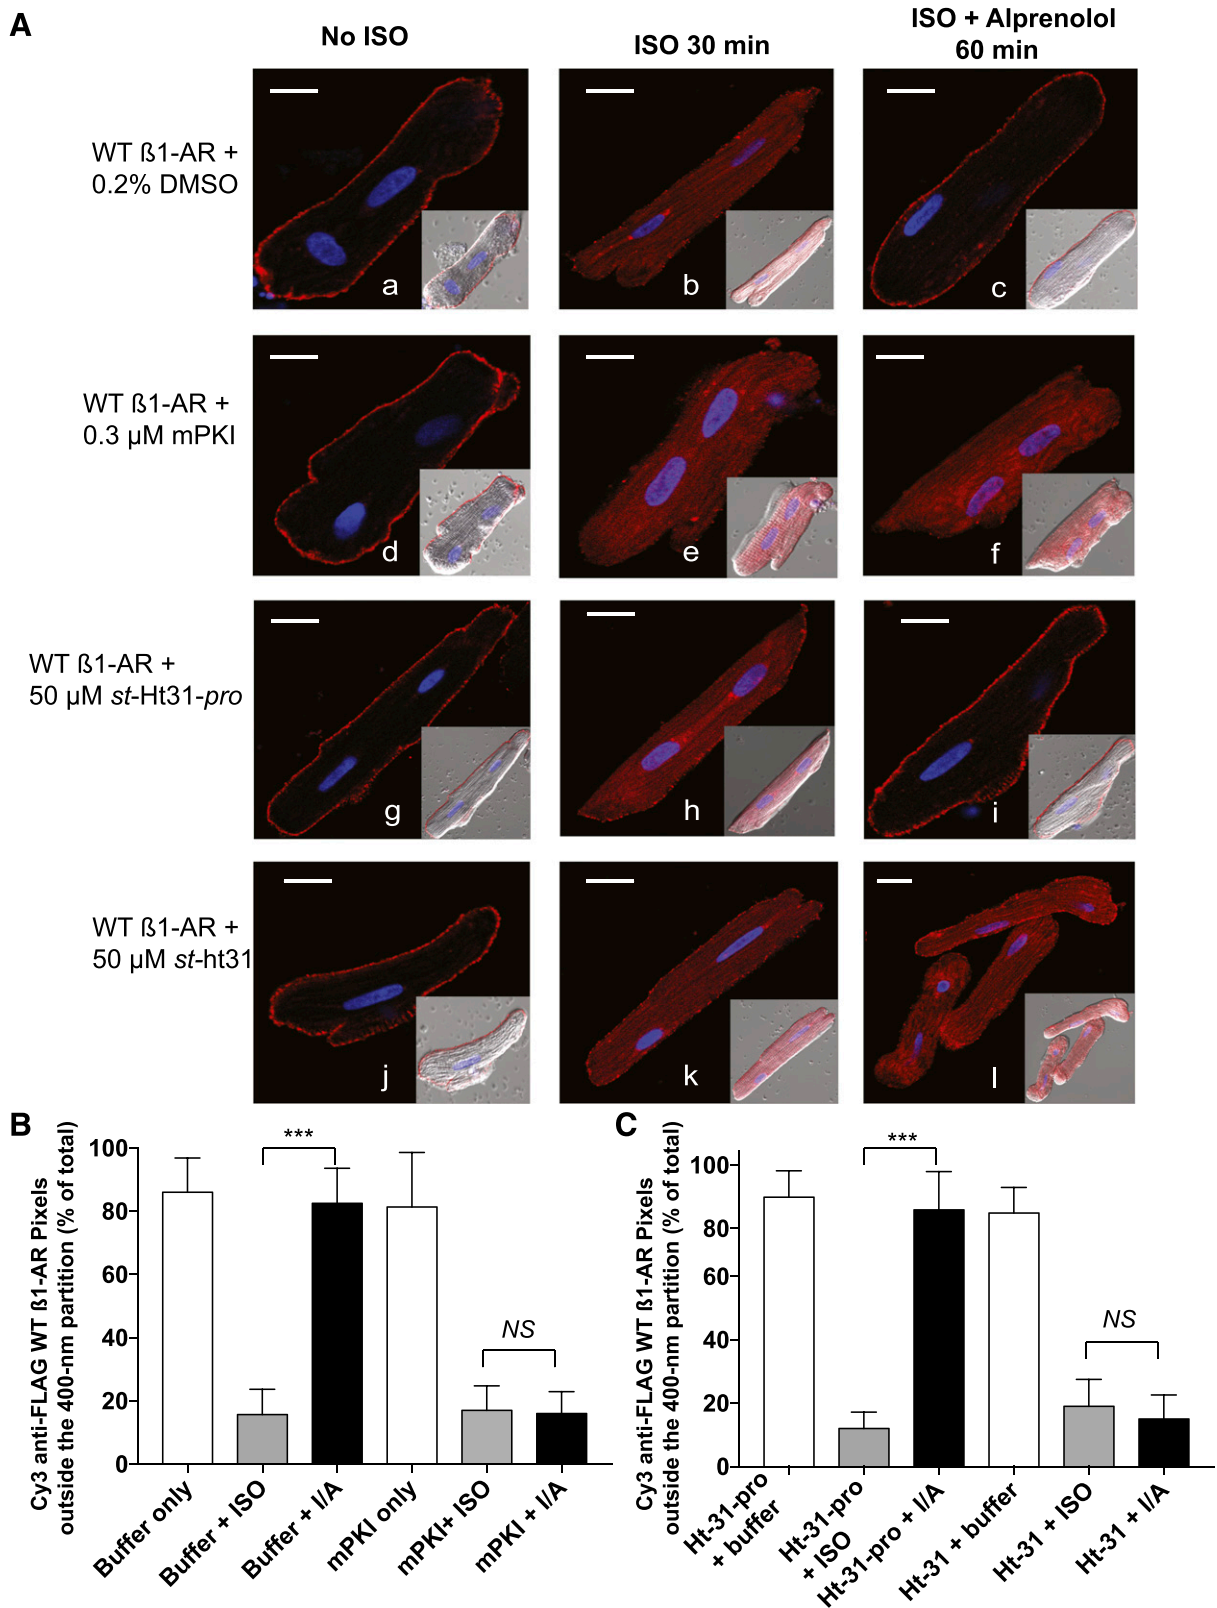 A
No ISO
ISO 30 min
ISO + Alprenolol
60 min
WT ß1-AR +
0.2% DMSO
a
b
c
WT ß1-AR +
0.3 µM mPKI
d
e
f
WT ß1-AR +
50 µM st-Ht31-pro
g
h
i
WT ß1-AR +
50 µM st-ht31
j
k
l
B
Cy3 anti-FLAG WT ß1-AR Pixels
outside the 400-nm partition (% of total)
100
80
60
40
20
0
***
NS
Buffer only
Buffer + ISO
Buffer + I/A
mPKI only
mPKI+ ISO
mPKI + I/A
C
Cy3 anti-FLAG WT ß1-AR Pixels
outside the 400-nm partition (% of total)
100
80
60
40
20
0
***
NS
Ht-31-pro
+ buffer
Ht-31-pro
+ ISO
Ht-31-pro + I/A
Ht-31 + buffer
Ht-31 + ISO
Ht-31 + I/A